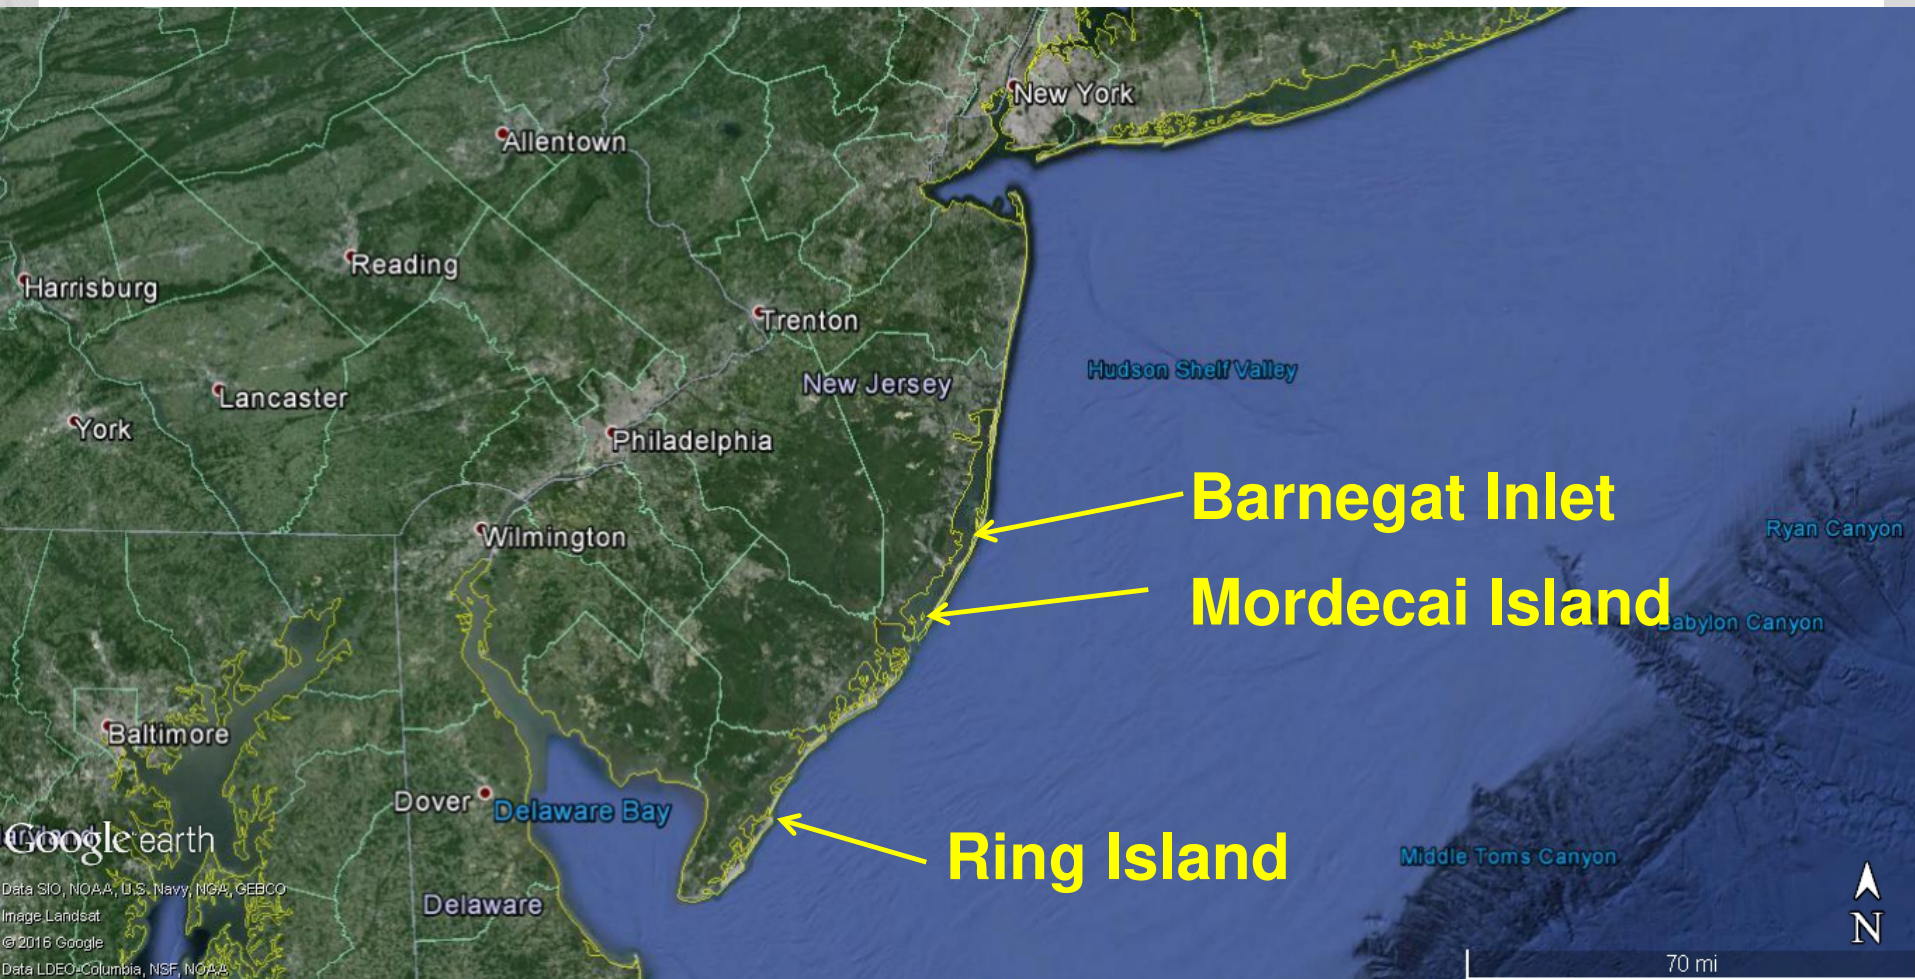 New York
Allentown
Reading
Harrisburg
Trenton
Hudson Shelf Valley
New Jersey
Lancaster
York
Philadelphia
Barnegat Inlet
Ryan Canyon
Wilmington
Mordecai Island
Babylon Canyon
Baltimore
Dover
Delaware Bay
Google earth
Ring Island
Middle Toms Canyon
Data SIO, NOAA, U.S. Navy, NGA, GEBCO
Delaware
Image Landsat
© 2016 Google
N
Data LDEO-Columbia, NSF, NOAA
70 mi